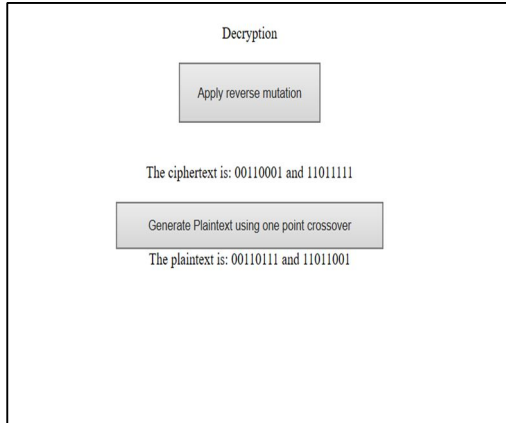 Decryption
Apply reverse mutation
The ciphertext is: 00110001 and 11011111
Generate Plaintext using one point crossover
The plaintext is: 00110111 and 11011001